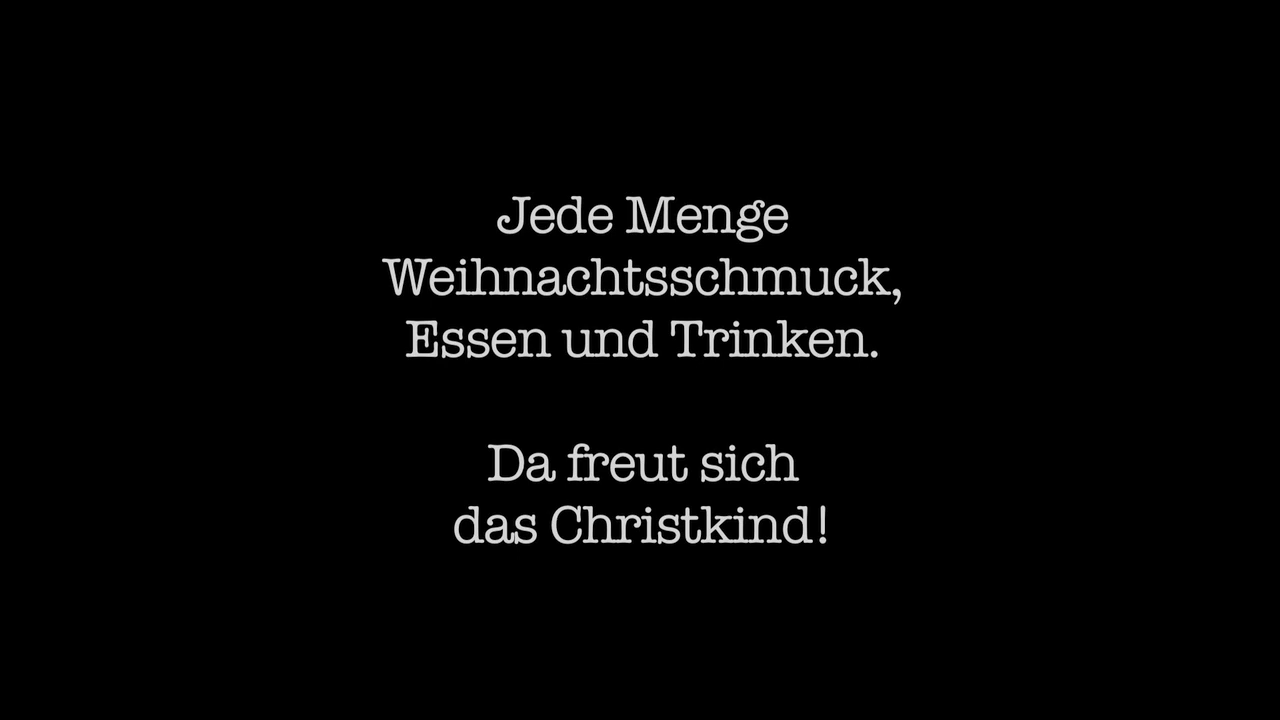 Jede Menge
Weihnachtsschmuck,
Essen und Trinken.
Da freut sich
das Christkind!